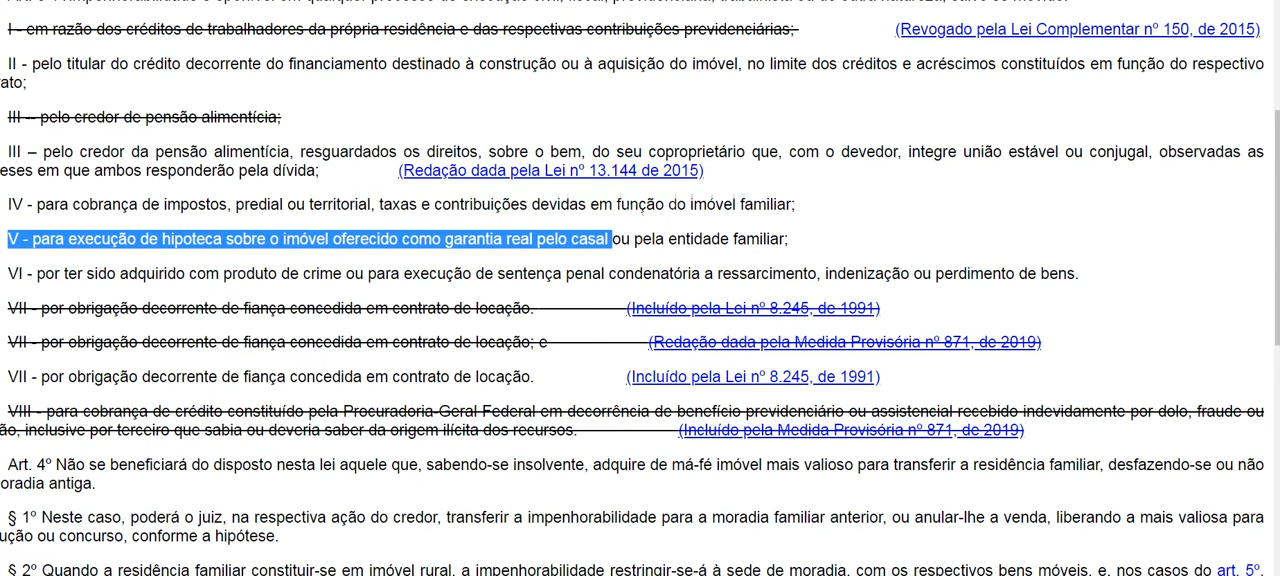 I - em razão dos créditos de trabalhadores da própria residência e das respectivas contribuições previdenciárias; (Revogado pela Lei Complementar nº 150, de 2015)
II - pelo titular do crédito decorrente do financiamento destinado à construção ou à aquisição do imóvel, no limite dos créditos e acréscimos constituídos em função do respectivo
ato;
III -- pelo credor de pensão alimentícia;
III – pelo credor da pensão alimentícia, resguardados os direitos, sobre o bem, do seu coproprietário que, com o devedor, integre união estável ou conjugal, observadas as
eses em que ambos responderão pela dívida; (Redação dada pela Lei nº 13.144 de 2015)
IV - para cobrança de impostos, predial ou territorial, taxas e contribuições devidas em função do imóvel familiar;
V - para execução de hipoteca sobre o imóvel oferecido como garantia real pelo casal ou pela entidade familiar;
VI - por ter sido adquirido com produto de crime ou para execução de sentença penal condenatória a ressarcimento, indenização ou perdimento de bens.
VII - por obrigação decorrente de fiança concedida em contrato de locação. (Incluído pela Lei nº 8.245, de 1991)
VII - por obrigação decorrente de fiança concedida em contrato de locação; e (Redação dada pela Medida Provisória nº 871, de 2019)
VII - por obrigação decorrente de fiança concedida em contrato de locação. (Incluído pela Lei nº 8.245, de 1991)
VIII - para cobrança de crédito constituído pela Procuradoria-Geral Federal em decorrência de benefício previdenciário ou assistencial recebido indevidamente por dolo, fraude ou
ão, inclusive por terceiro que sabia ou deveria saber da origem ilícita dos recursos. (Incluído pela Medida Provisória nº 871, de 2019)
Art. 4º Não se beneficiará do disposto nesta lei aquele que, sabendo-se insolvente, adquire de má-fé imóvel mais valioso para transferir a residência familiar, desfazendo-se ou não
oradia antiga.
§ 1º Neste caso, poderá o juiz, na respectiva ação do credor, transferir a impenhorabilidade para a moradia familiar anterior, ou anular-lhe a venda, liberando a mais valiosa para
ução ou concurso, conforme a hipótese.
§ 2º Quando a residência familiar constituir-se em imóvel rural, a impenhorabilidade restringir-se-á à sede de moradia, com os respectivos bens móveis, e, nos casos do art. 5º,